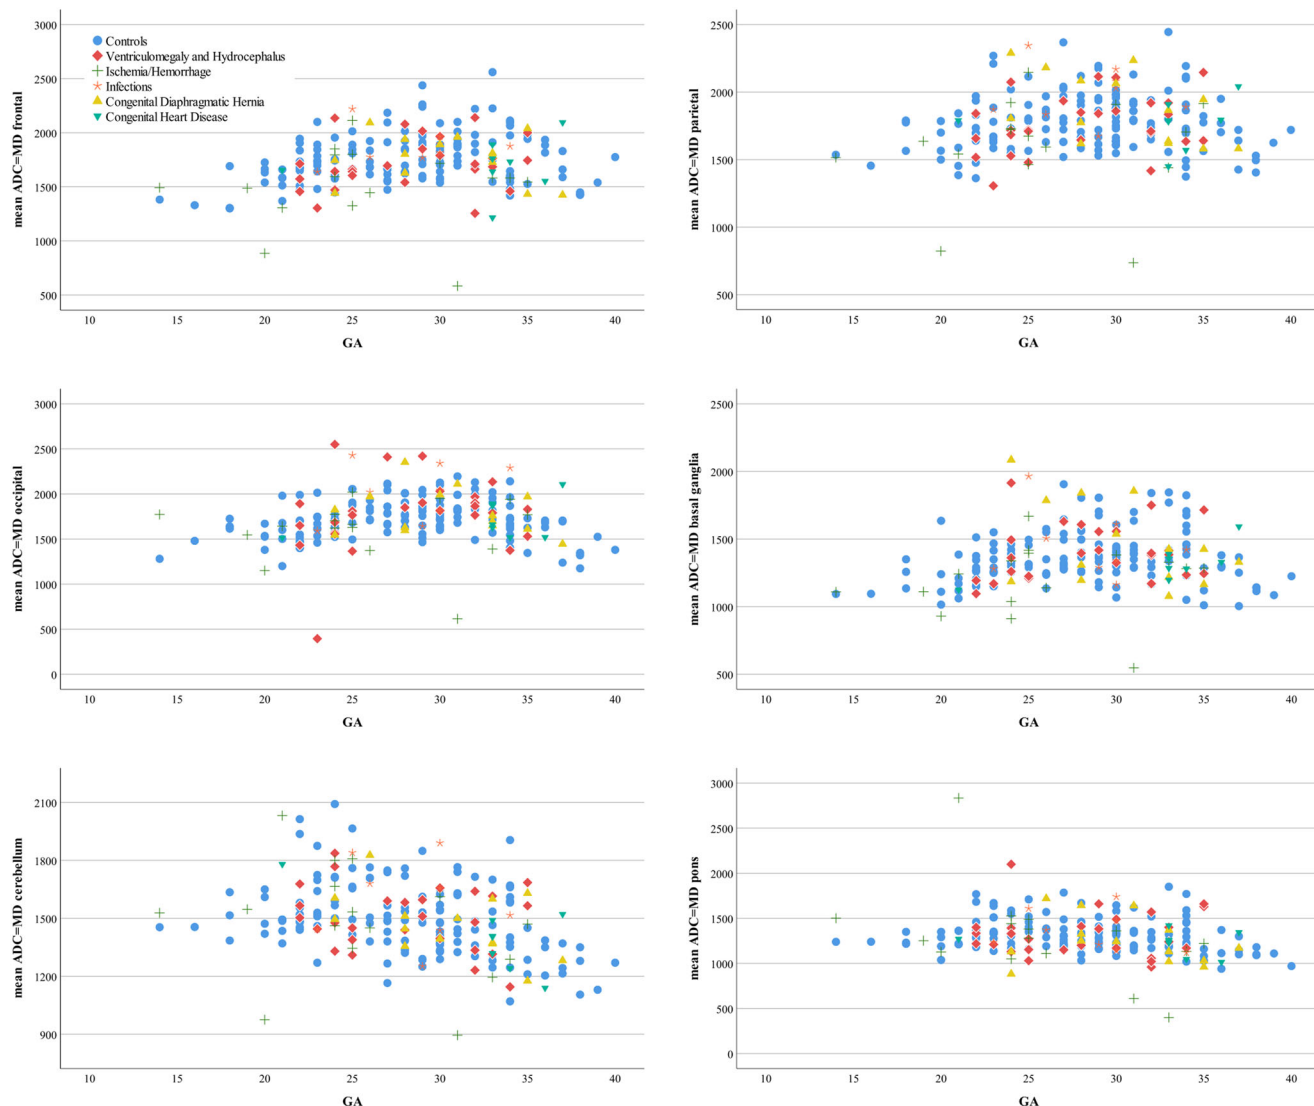 3000
2500
2000
1500
1000
500
mean ADC=MD frontal
Controls
Ventriculomegaly and Hydrocephalus
Ischemia/Hemorrhage
Infections
Congenital Diaphragmatic Hernia
Congenital Heart Disease
10 15 20 25 30 35 40
GA
2500
2000
1500
1000
500
mean ADC=MD parietal
10 15 20 25 30 35 40
GA
3000
2500
2000
1500
1000
500
0
mean ADC=MD occipital
10 15 20 25 30 35 40
GA
2500
2000
1500
1000
500
mean ADC=MD basal ganglia
10 15 20 25 30 35 40
GA
2100
1800
1500
1200
900
mean ADC=MD cerebellum
10 15 20 25 30 35 40
GA
3000
2500
2000
1500
1000
500
0
mean ADC=MD pons
10 15 20 25 30 35 40
GA